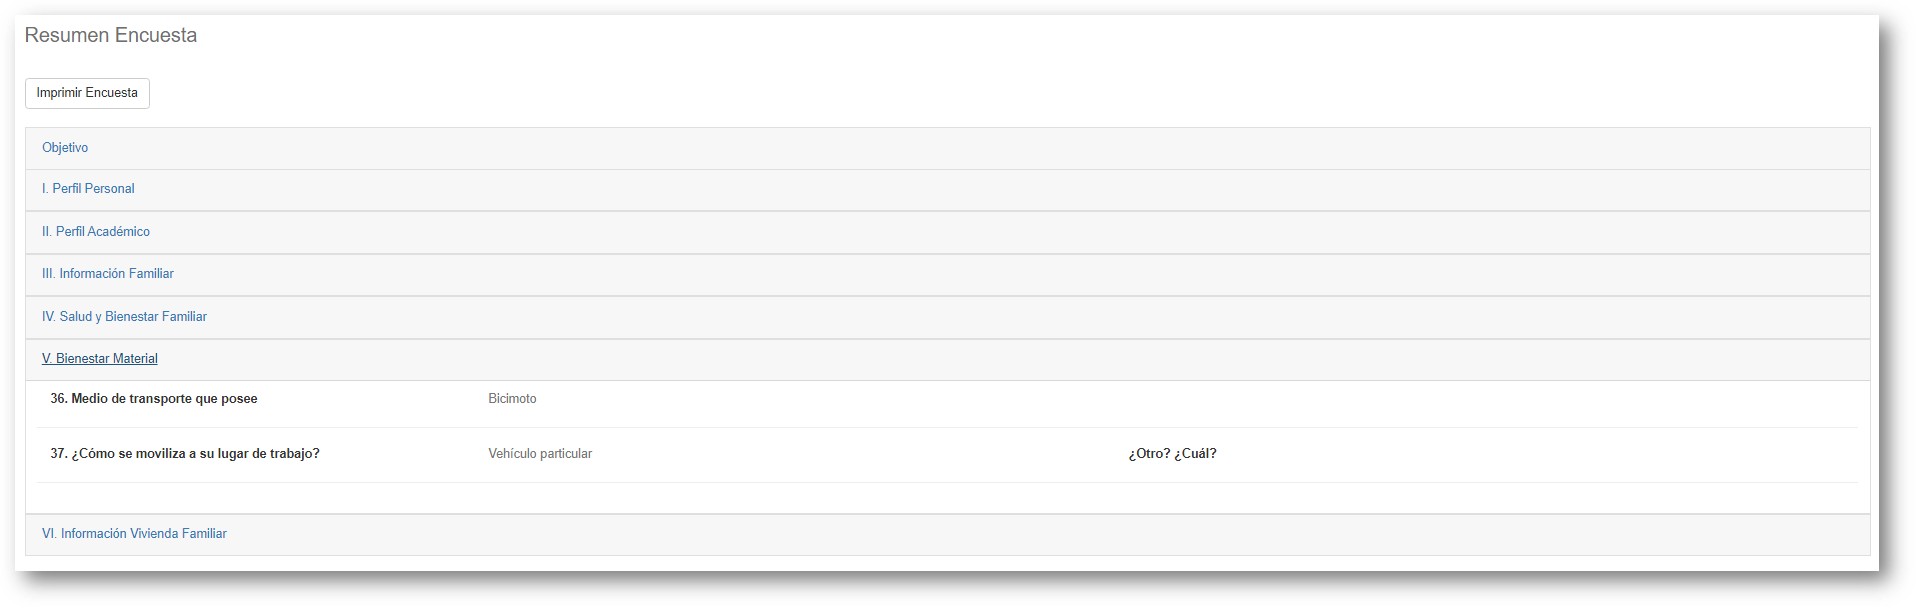 Resumen Encuesta
Imprimir Encuesta
Objetivo
I. Perfil Personal
II. Perfil Académico
III. Información Familiar
IV. Salud y Bienestar Familiar
V. Bienestar Material
36. Medio de transporte que posee Bicimoto
37. ¿Cómo se moviliza a su lugar de trabajo? Vehículo particular ¿Otro? ¿Cuál?
VI. Información Vivienda Familiar